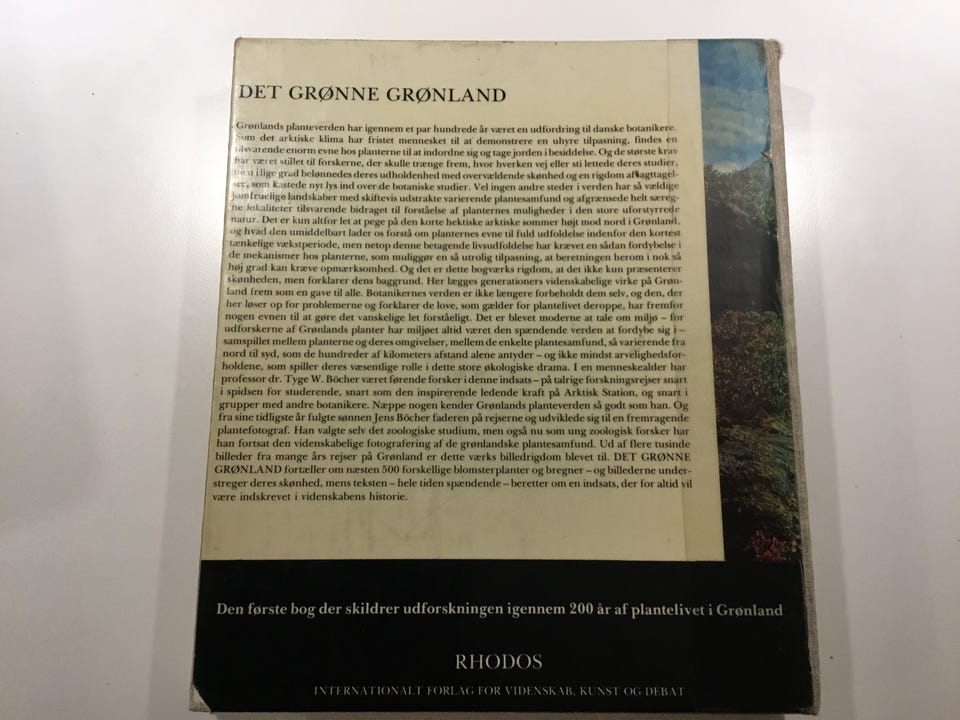 DET GRØNNE GRØNLAND
Grønlands planteverden har igennem et par hundrede år været en udfordring til danske botanikere.
Som det arktiske klima har fristet mennesket til at demonstrere en uhyre tilpasning, findes en
tilsvarende enorm evne hos planterne til at indordne sig og tage jorden i besiddelse. Og de største krav
har været stillet til forskerne, der skulle trænge frem, hvor hverken vej eller sti lettede deres studier,
men i lige grad belønnedes deres udholdenhed med overvældende skønhed og en rigdom af iagttagel-
ser, som kastede nyt lys ind over de botaniske studier. Vel ingen andre steder i verden har så vældige
jomfruelige landskaber med skiftevis udstrakte varierende plantesamfund og afgrænsede helt særeg-
ne lokaliteter tilsvarende bidraget til forståelse af planternes muligheder i den store uforstyrrede
natur. Det er kun altfor let at pege på den korte hektiske arktiske sommer højt mod nord i Grønland,
og hvad den umiddelbart lader os forstå om planternes evne til fuld udfoldelse indenfor den kortest
tænkelige vækstperiode, men netop denne betagende livsudfoldelse har krævet en sådan fordybelse i
de mekanismer hos planterne, som muliggør en så utrolig tilpasning, at beretningen herom i nok så
høj grad kan kræve opmærksomhed. Og det er dette bogværks rigdom, at det ikke kun præsenterer
skønheden, men forklarer dens baggrund. Her lægges generationers videnskabelige virke på Grøn-
land frem som en gave til alle. Botanikernes verden er ikke længere forbeholdt dem selv, og den, der
her løser op for problemerne og forklarer de love, som gælder for plantelivet deroppe, har fremfor
nogen evnen til at gøre det vanskelige let forståeligt. Det er blevet moderne at tale om miljø – for
udforskerne af Grønlands planter har miljøet altid været den spændende verden at fordybe sig i –
samspillet mellem planterne og deres omgivelser, mellem de enkelte plantesamfund, så varierende fra
nord til syd, som de hundreder af kilometers afstand alene antyder – og ikke mindst arvelighedsfor-
holdene, som spiller deres væsentlige rolle i dette store økologiske drama. I en menneskealder har
professor dr. Tyge W. Böcher været førende forsker i denne indsats – på talrige forskningsrejser snart
i spidsen for studerende, snart som den inspirerende ledende kraft på Arktisk Station, og snart i
grupper med andre botanikere. Næppe nogen kender Grønlands planteverden så godt som han. Og
fra sine tidligste år fulgte sønnen Jens Böcher faderen på rejserne og udviklede sig til en fremragende
plantefotograf. Han valgte selv det zoologiske studium, men også nu som ung zoologisk forsker har
han fortsat den videnskabelige fotografering af de grønlandske plantesamfund. Ud af flere tusinde
billeder fra mange års rejser på Grønland er dette værks billedrigdom blevet til. DET GRØNNE
GRØNLAND fortæller om næsten 500 forskellige blomsterplanter og bregner – og billederne under-
streger deres skønhed, mens teksten – hele tiden spændende – beretter om en indsats, der for altid vil
være indskrevet i videnskabens historie.
Den første bog der skildrer udforskningen igennem 200 år af plantelivet i Grønland
RHODOS
INTERNATIONALT FORLAG FOR VIDENSKAB, KUNST OG DEBAT